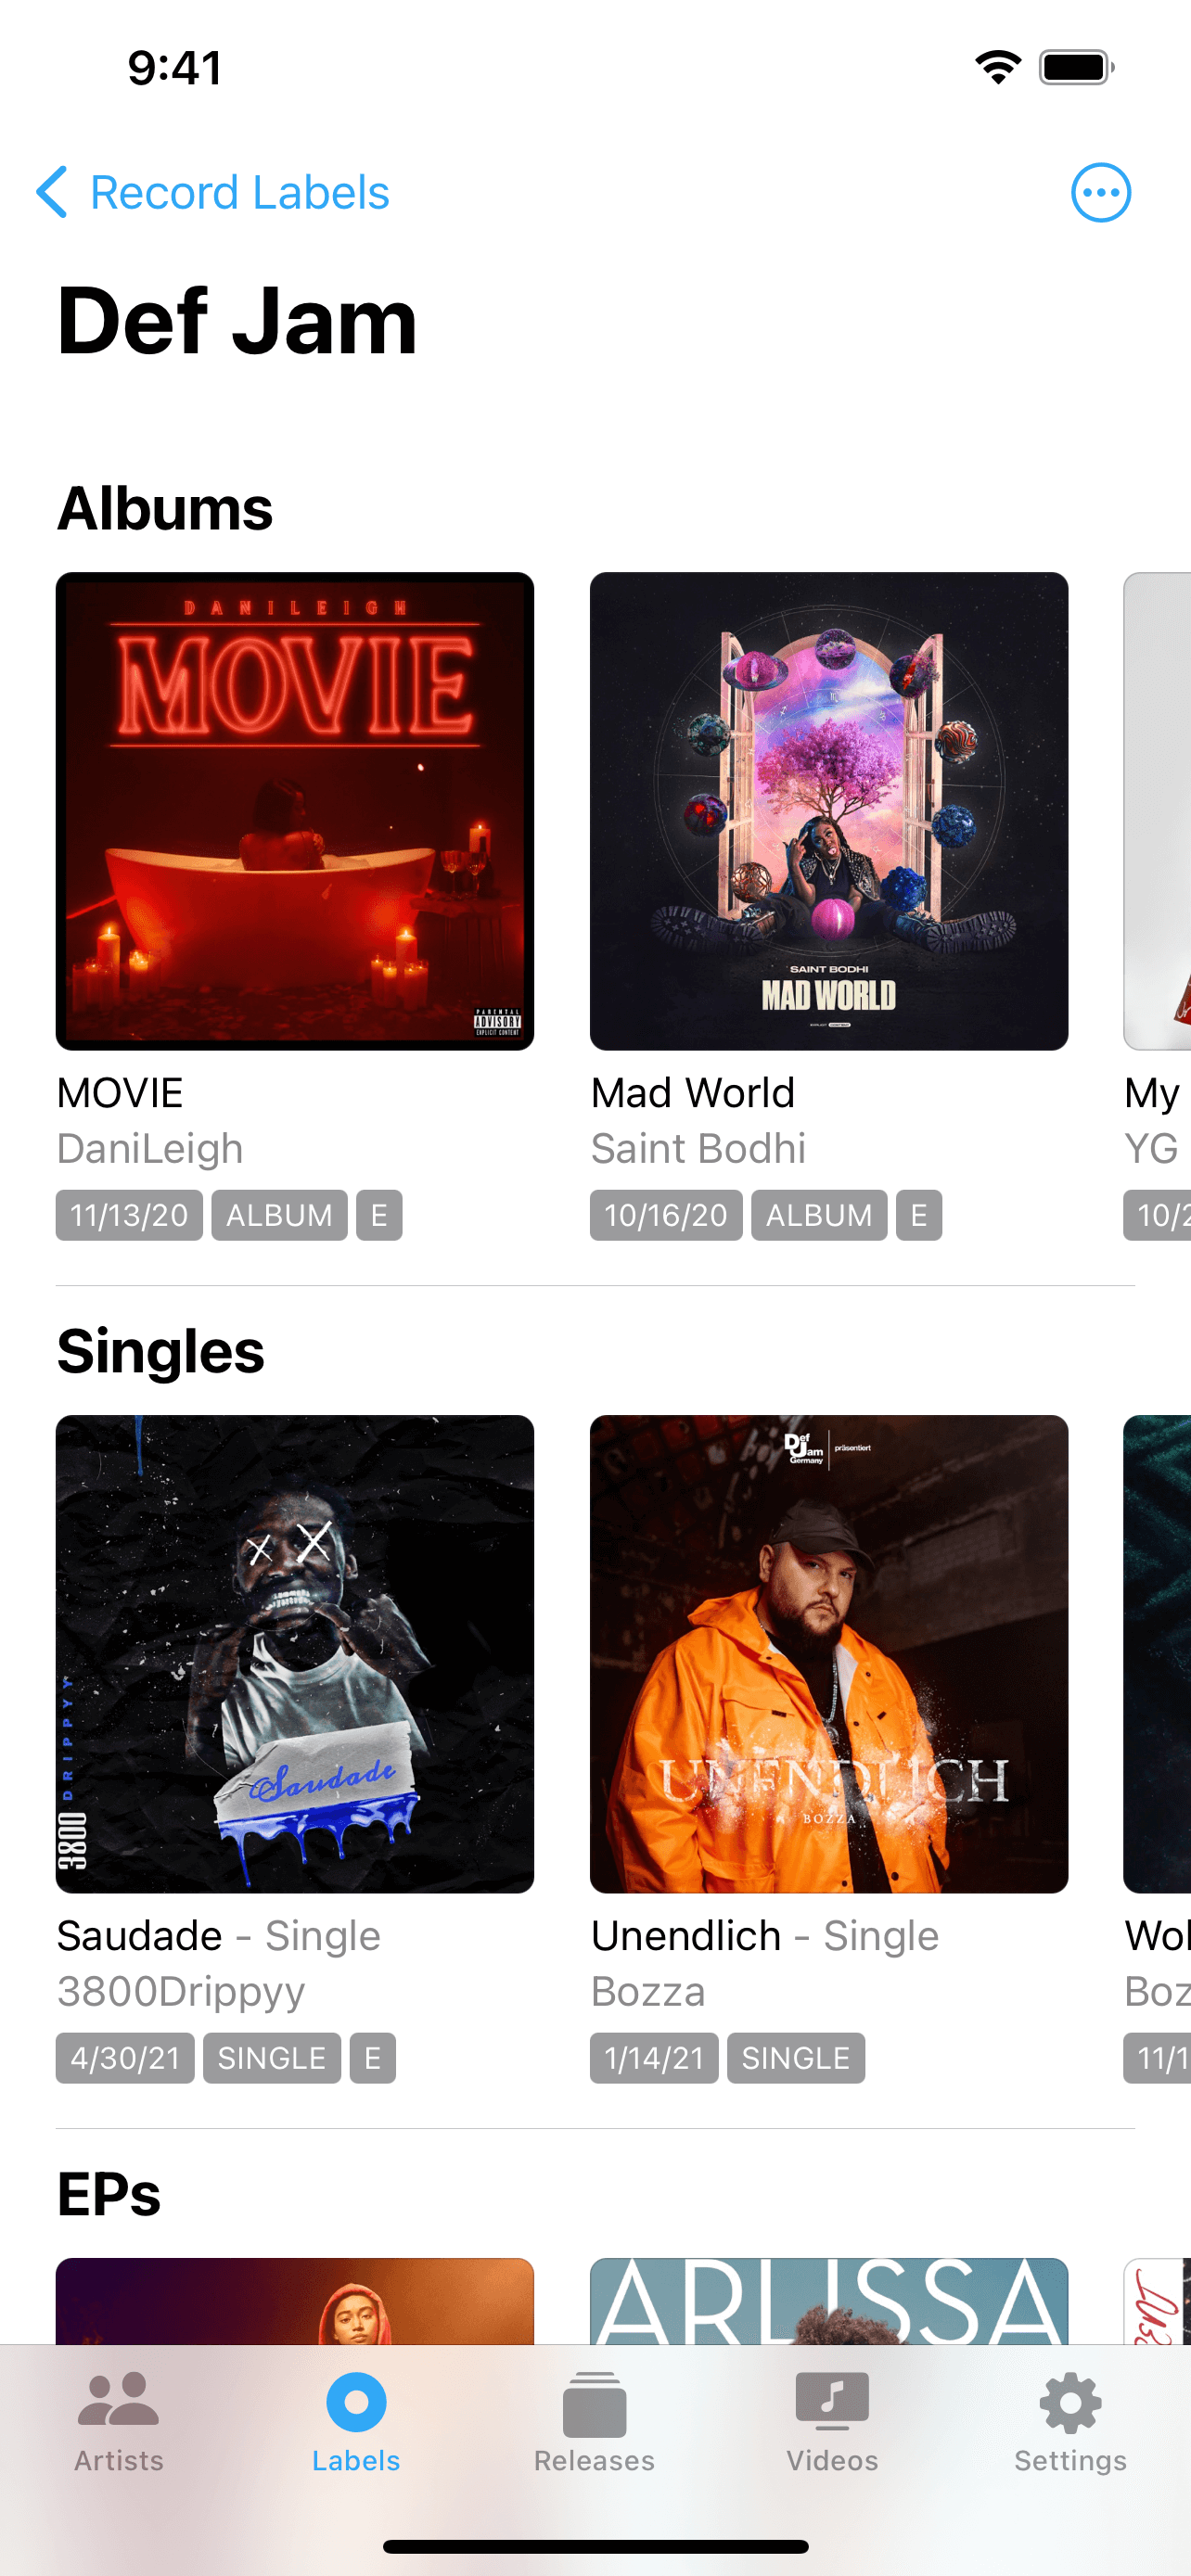 9:41
Record Labels
Def Jam
Albums
DANILEIGH
MOVIE
PARENTAL
ADVISORY
EXPLICIT CONTENT
SAINT BODHI
MAD WORLD
MOVIE
DaniLeigh
11/13/20 ALBUM E
Mad World
Saint Bodhi
10/16/20 ALBUM E
My
YG
10/2
Singles
3800 DRIPPYY
Saudade
Def Jam Germany präsentiert
UNENDLICH
BOZZA
Saudade - Single
3800Drippyy
4/30/21 SINGLE E
Unendlich - Single
Bozza
1/14/21 SINGLE
Wol
Boz
11/1
EPs
ARLISSA
Artists
Labels
Releases
Videos
Settings